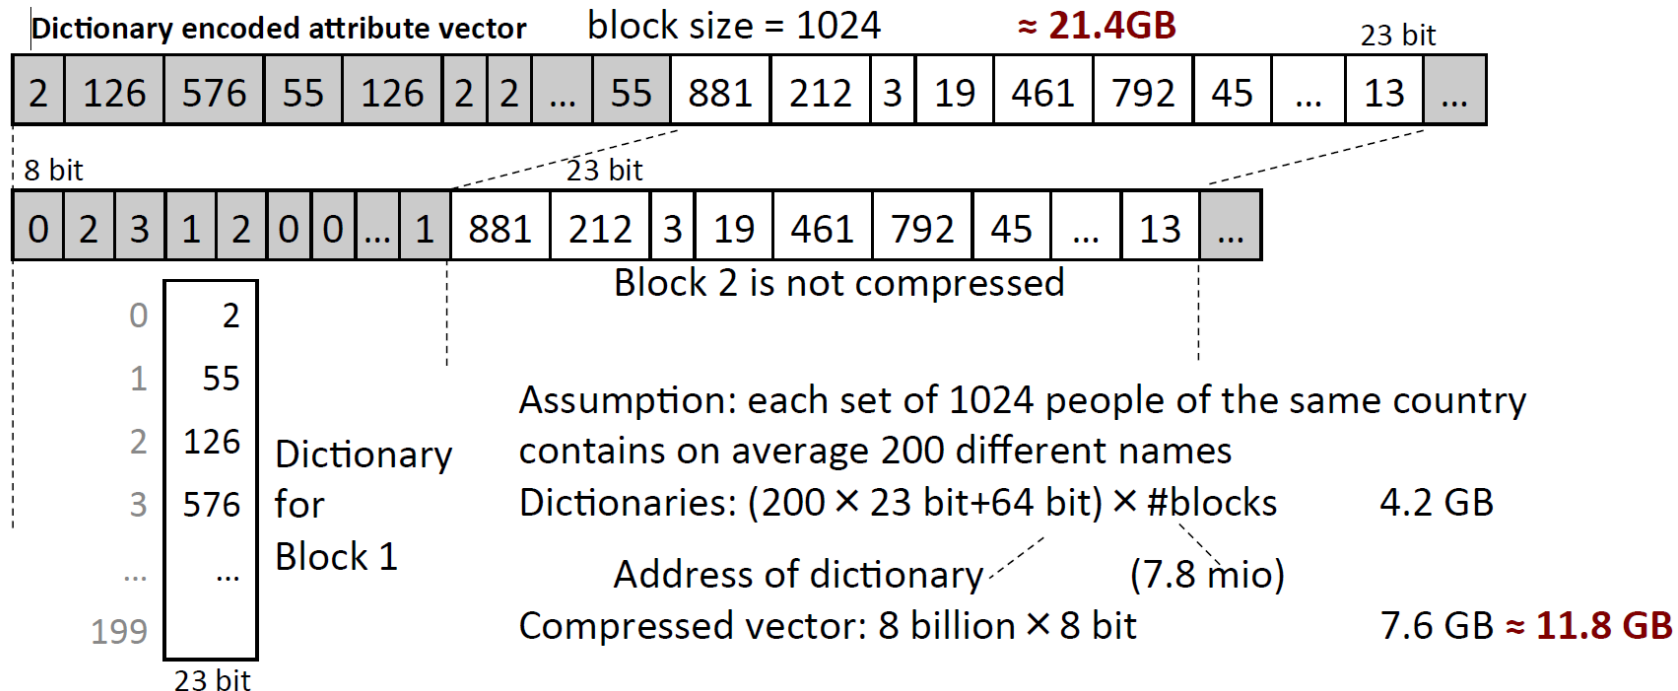 Dictionary encoded attribute vector block size = 1024 ≈ 21.4GB 23 bit
2 126 576 55 126 2 2 ... 55 881 212 3 19 461 792 45 ... 13 ...
8 bit 23 bit
0 2 3 1 2 0 0 ... 1 881 212 3 19 461 792 45 ... 13 ...
Block 2 is not compressed
0 2
1 55
2 126
3 576
... ...
199
23 bit
Dictionary
for
Block 1
Assumption: each set of 1024 people of the same country
contains on average 200 different names
Dictionaries: (200 × 23 bit+64 bit) × #blocks 4.2 GB
Address of dictionary (7.8 mio)
Compressed vector: 8 billion × 8 bit 7.6 GB ≈ 11.8 GB